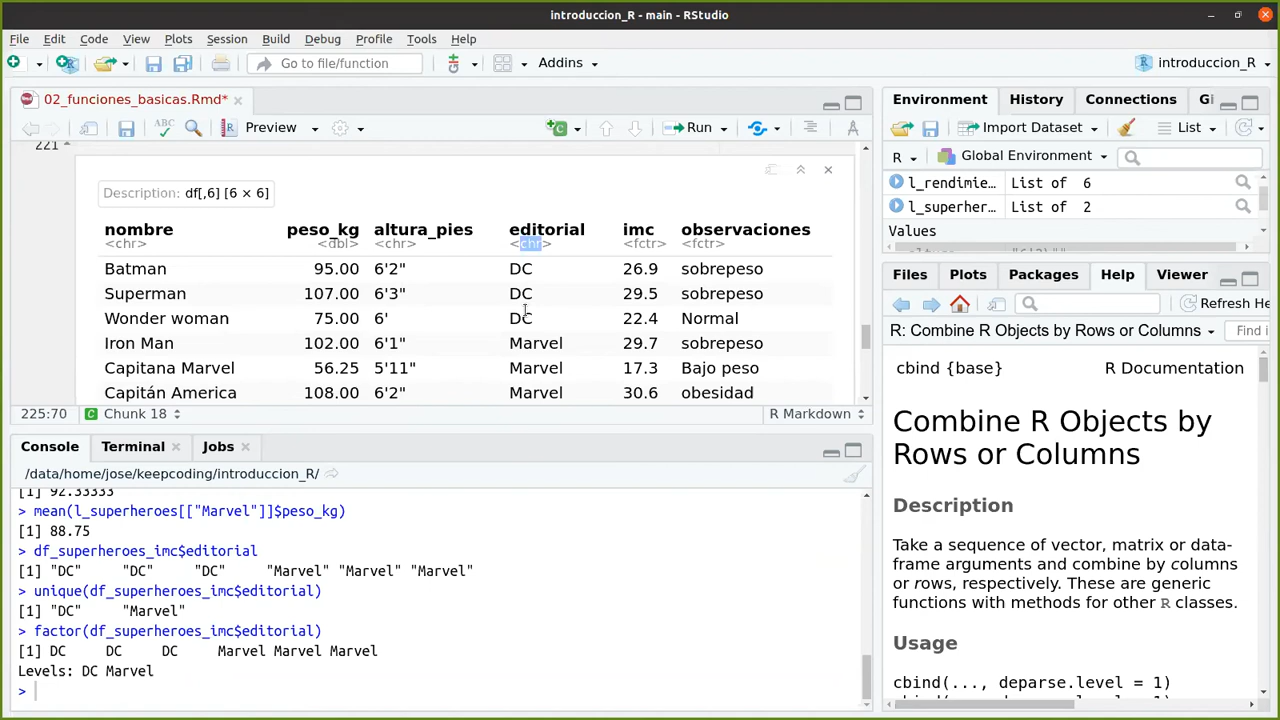 introduccion_R - main - RStudio
File Edit Code View Plots Session Build Debug Profile Tools Help
Go to file/function Addins introduccion_R
02_funciones_basicas.Rmd*
ABC Preview Run
221
Description: df[,6] [6 × 6]
nombre peso_kg altura_pies editorial imc observaciones
<chr> <dbl> <chr> <chr> <fctr> <fctr>
Batman 95.00 6'2" DC 26.9 sobrepeso
Superman 107.00 6'3" DC 29.5 sobrepeso
Wonder woman 75.00 6' DC 22.4 Normal
Iron Man 102.00 6'1" Marvel 29.7 sobrepeso
Capitana Marvel 56.25 5'11" Marvel 17.3 Bajo peso
Capitán America 108.00 6'2" Marvel 30.6 obesidad
225:70 Chunk 18 R Markdown
Console Terminal Jobs
/data/home/jose/keepcoding/introduccion_R/
[1] 92.33333
> mean(l_superheroes[["Marvel"]]$peso_kg)
[1] 88.75
> df_superheroes_imc$editorial
[1] "DC" "DC" "DC" "Marvel" "Marvel" "Marvel"
> unique(df_superheroes_imc$editorial)
[1] "DC" "Marvel"
> factor(df_superheroes_imc$editorial)
[1] DC DC DC Marvel Marvel Marvel
Levels: DC Marvel
>
Environment History Connections Gi
Import Dataset List
R Global Environment
l_rendimie… List of 6
l_superher… List of 2
Values
Files Plots Packages Help Viewer
Refresh He
R: Combine R Objects by Rows or Columns Find i
cbind {base} R Documentation
Combine R Objects by
Rows or Columns
Description
Take a sequence of vector, matrix or data-
frame arguments and combine by columns
or rows, respectively. These are generic
functions with methods for other R classes.
Usage
cbind(..., deparse.level = 1)